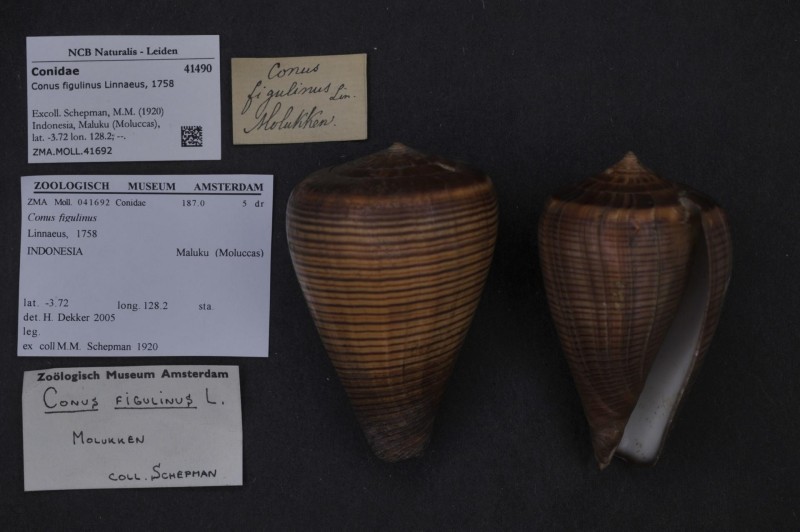 NCB Naturalis - Leiden
Conidae 41490
Conus figulinus Linnaeus, 1758
Excoll. Schepman, M.M. (1920)
Indonesia, Maluku (Moluccas),
lat. -3.72 lon. 128.2; --.
ZMA.MOLL.41692
Conus
figulinus Lin.
Molukken.
ZOOLOGISCH MUSEUM AMSTERDAM
ZMA Moll. 041692 Conidae 187.0 5 dr
Conus figulinus
Linnaeus, 1758
INDONESIA Maluku (Moluccas)
lat. -3.72 long. 128.2 sta.
det. H. Dekker 2005
leg.
ex coll M.M. Schepman 1920
Zoölogisch Museum Amsterdam
CONUS FIGULINUS L.
MOLUKKEN
COLL. SCHEPMAN